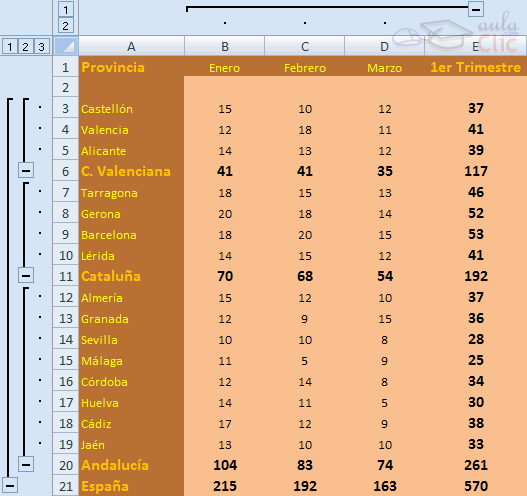 1
2
aulaClic.com
1 2 3 A B C D E
1 Provincia Enero Febrero Marzo 1er Trimestre
2
3 Castellón 15 10 12 37
4 Valencia 12 18 11 41
5 Alicante 14 13 12 39
6 C. Valenciana 41 41 35 117
7 Tarragona 18 15 13 46
8 Gerona 20 18 14 52
9 Barcelona 18 20 15 53
10 Lérida 14 15 12 41
11 Cataluña 70 68 54 192
12 Almería 15 12 10 37
13 Granada 12 9 15 36
14 Sevilla 10 10 8 28
15 Málaga 11 5 9 25
16 Córdoba 12 14 8 34
17 Huelva 14 11 5 30
18 Cádiz 17 12 9 38
19 Jaén 13 10 10 33
20 Andalucía 104 83 74 261
21 España 215 192 163 570